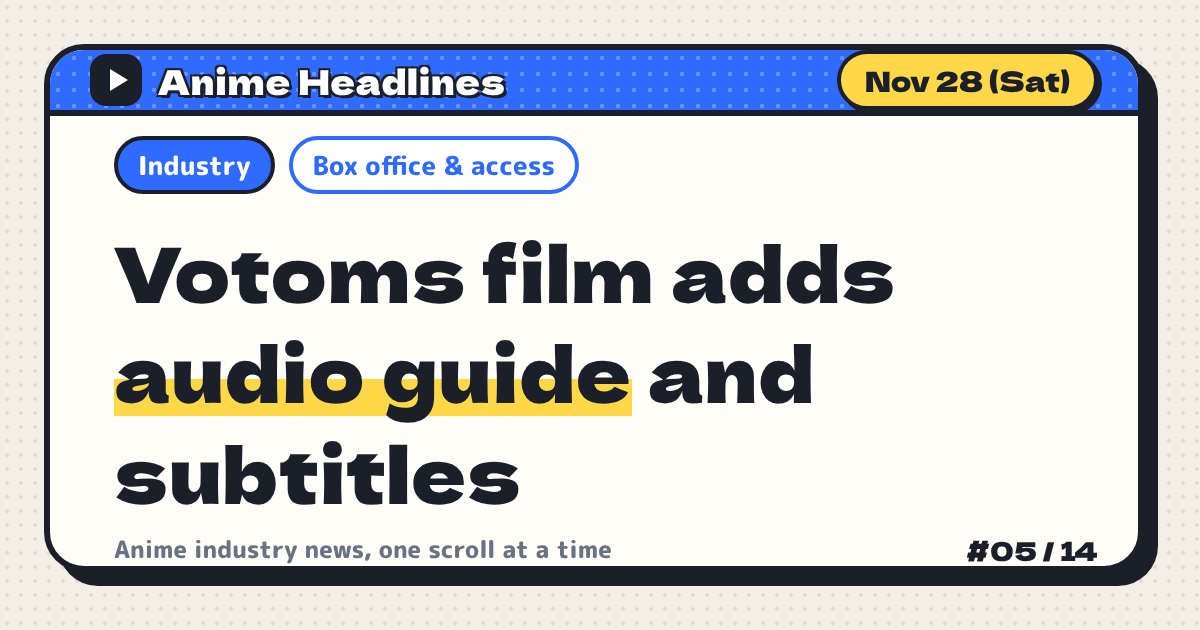 Anime Headlines
Nov 28 (Sat)
Industry
Box office & access
Votoms film adds
audio guide and
subtitles
Anime industry news, one scroll at a time
#05 / 14